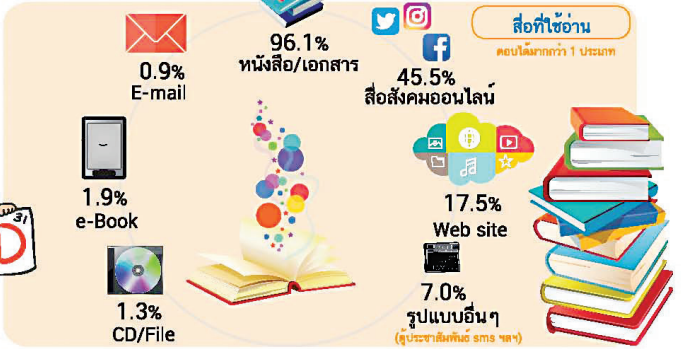 สื่อที่ใช้อ่าน
ตอบได้มากกว่า 1 ประเภท
96.1%
หนังสือ/เอกสาร
45.5%
สื่อสังคมออนไลน์
0.9%
E-mail
1.9%
e-Book
17.5%
Web site
1.3%
CD/File
7.0%
รูปแบบอื่นๆ
(ตู้ประชาสัมพันธ์ sms ฯลฯ)
31